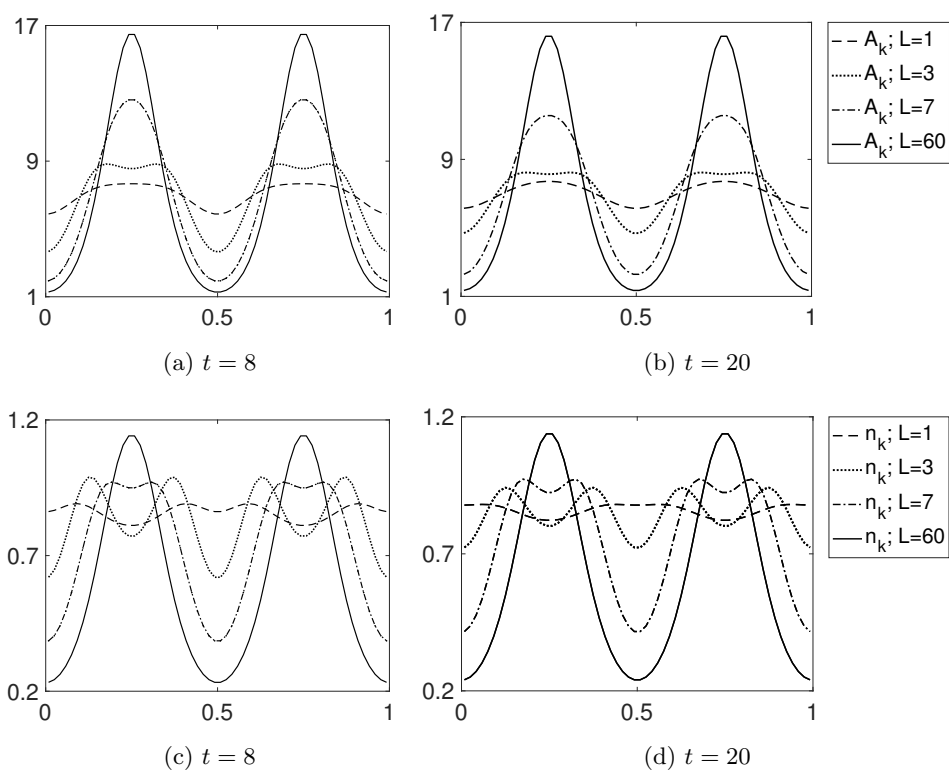 17
9
1
0
0.5
1
(a) t = 8
17
9
1
0
0.5
1
(b) t = 20
A_k; L=1
A_k; L=3
A_k; L=7
A_k; L=60
1.2
0.7
0.2
0
0.5
1
(c) t = 8
1.2
0.7
0.2
0
0.5
1
(d) t = 20
n_k; L=1
n_k; L=3
n_k; L=7
n_k; L=60